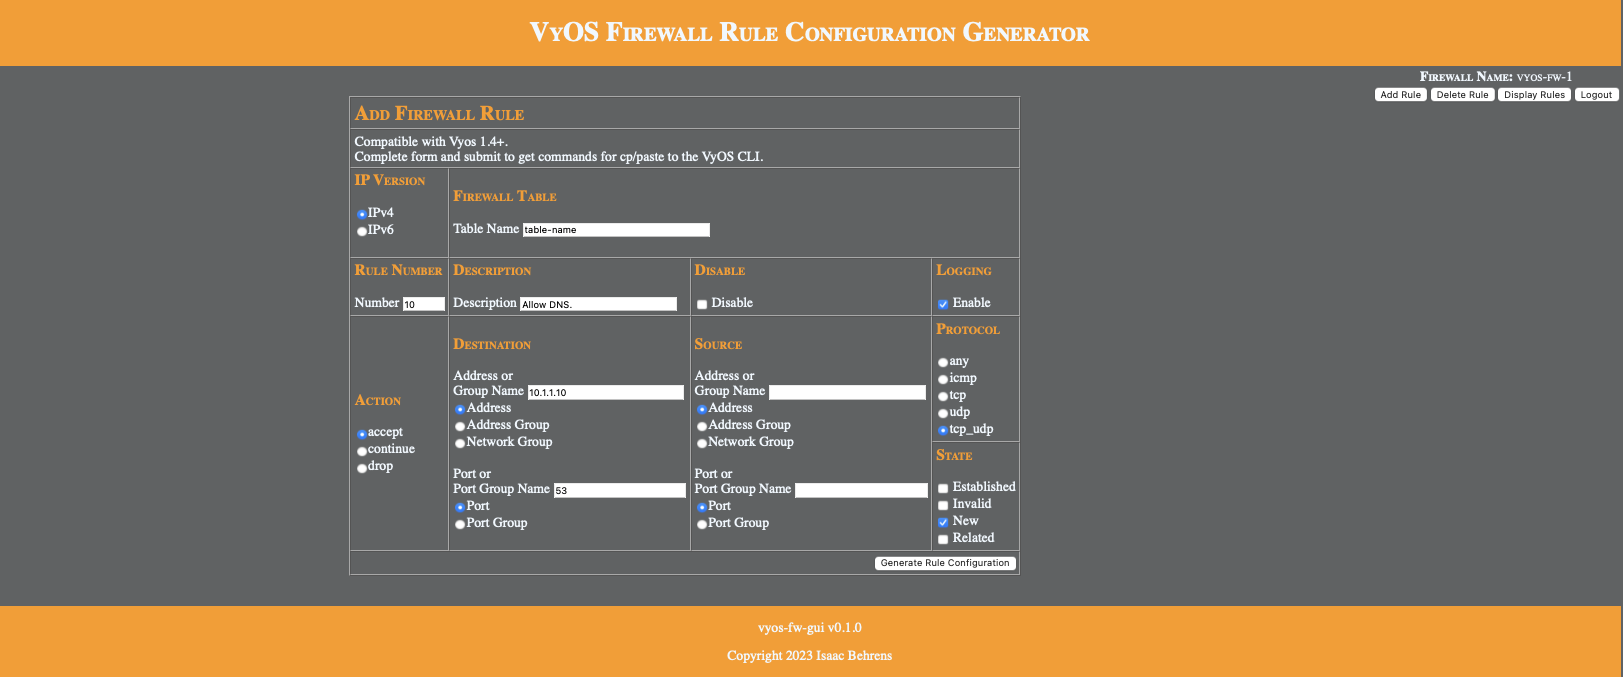 VyOS Firewall Rule Configuration Generator
Firewall Name: vyos-fw-1
Add Rule Delete Rule Display Rules Logout
Add Firewall Rule
Compatible with Vyos 1.4+.
Complete form and submit to get commands for cp/paste to the VyOS CLI.
IP Version
IPv4
IPv6
Firewall Table
Table Name table-name
Rule Number
Number 10
Description
Description Allow DNS.
Disable
Disable
Logging
Enable
Action
accept
continue
drop
Destination
Address or
Group Name 10.1.1.10
Address
Address Group
Network Group
Port or
Port Group Name 53
Port
Port Group
Source
Address or
Group Name
Address
Address Group
Network Group
Port or
Port Group Name
Port
Port Group
Protocol
any
icmp
tcp
udp
tcp_udp
State
Established
Invalid
New
Related
Generate Rule Configuration
vyos-fw-gui v0.1.0
Copyright 2023 Isaac Behrens